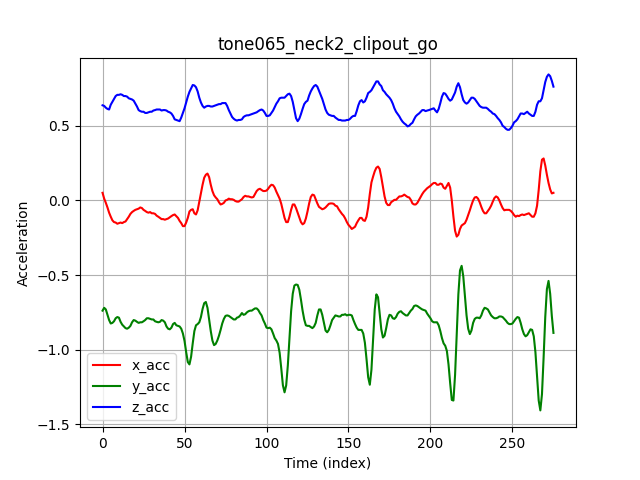 tone065_neck2_clipout_go
Acceleration
0.5
0.0
−0.5
−1.0
−1.5
x_acc
y_acc
z_acc
0 50 100 150 200 250
Time (index)